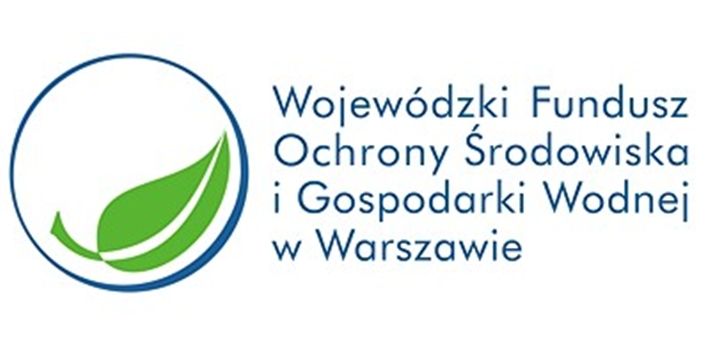 Wojewódzki Fundusz
Ochrony Środowiska
i Gospodarki Wodnej
w Warszawie